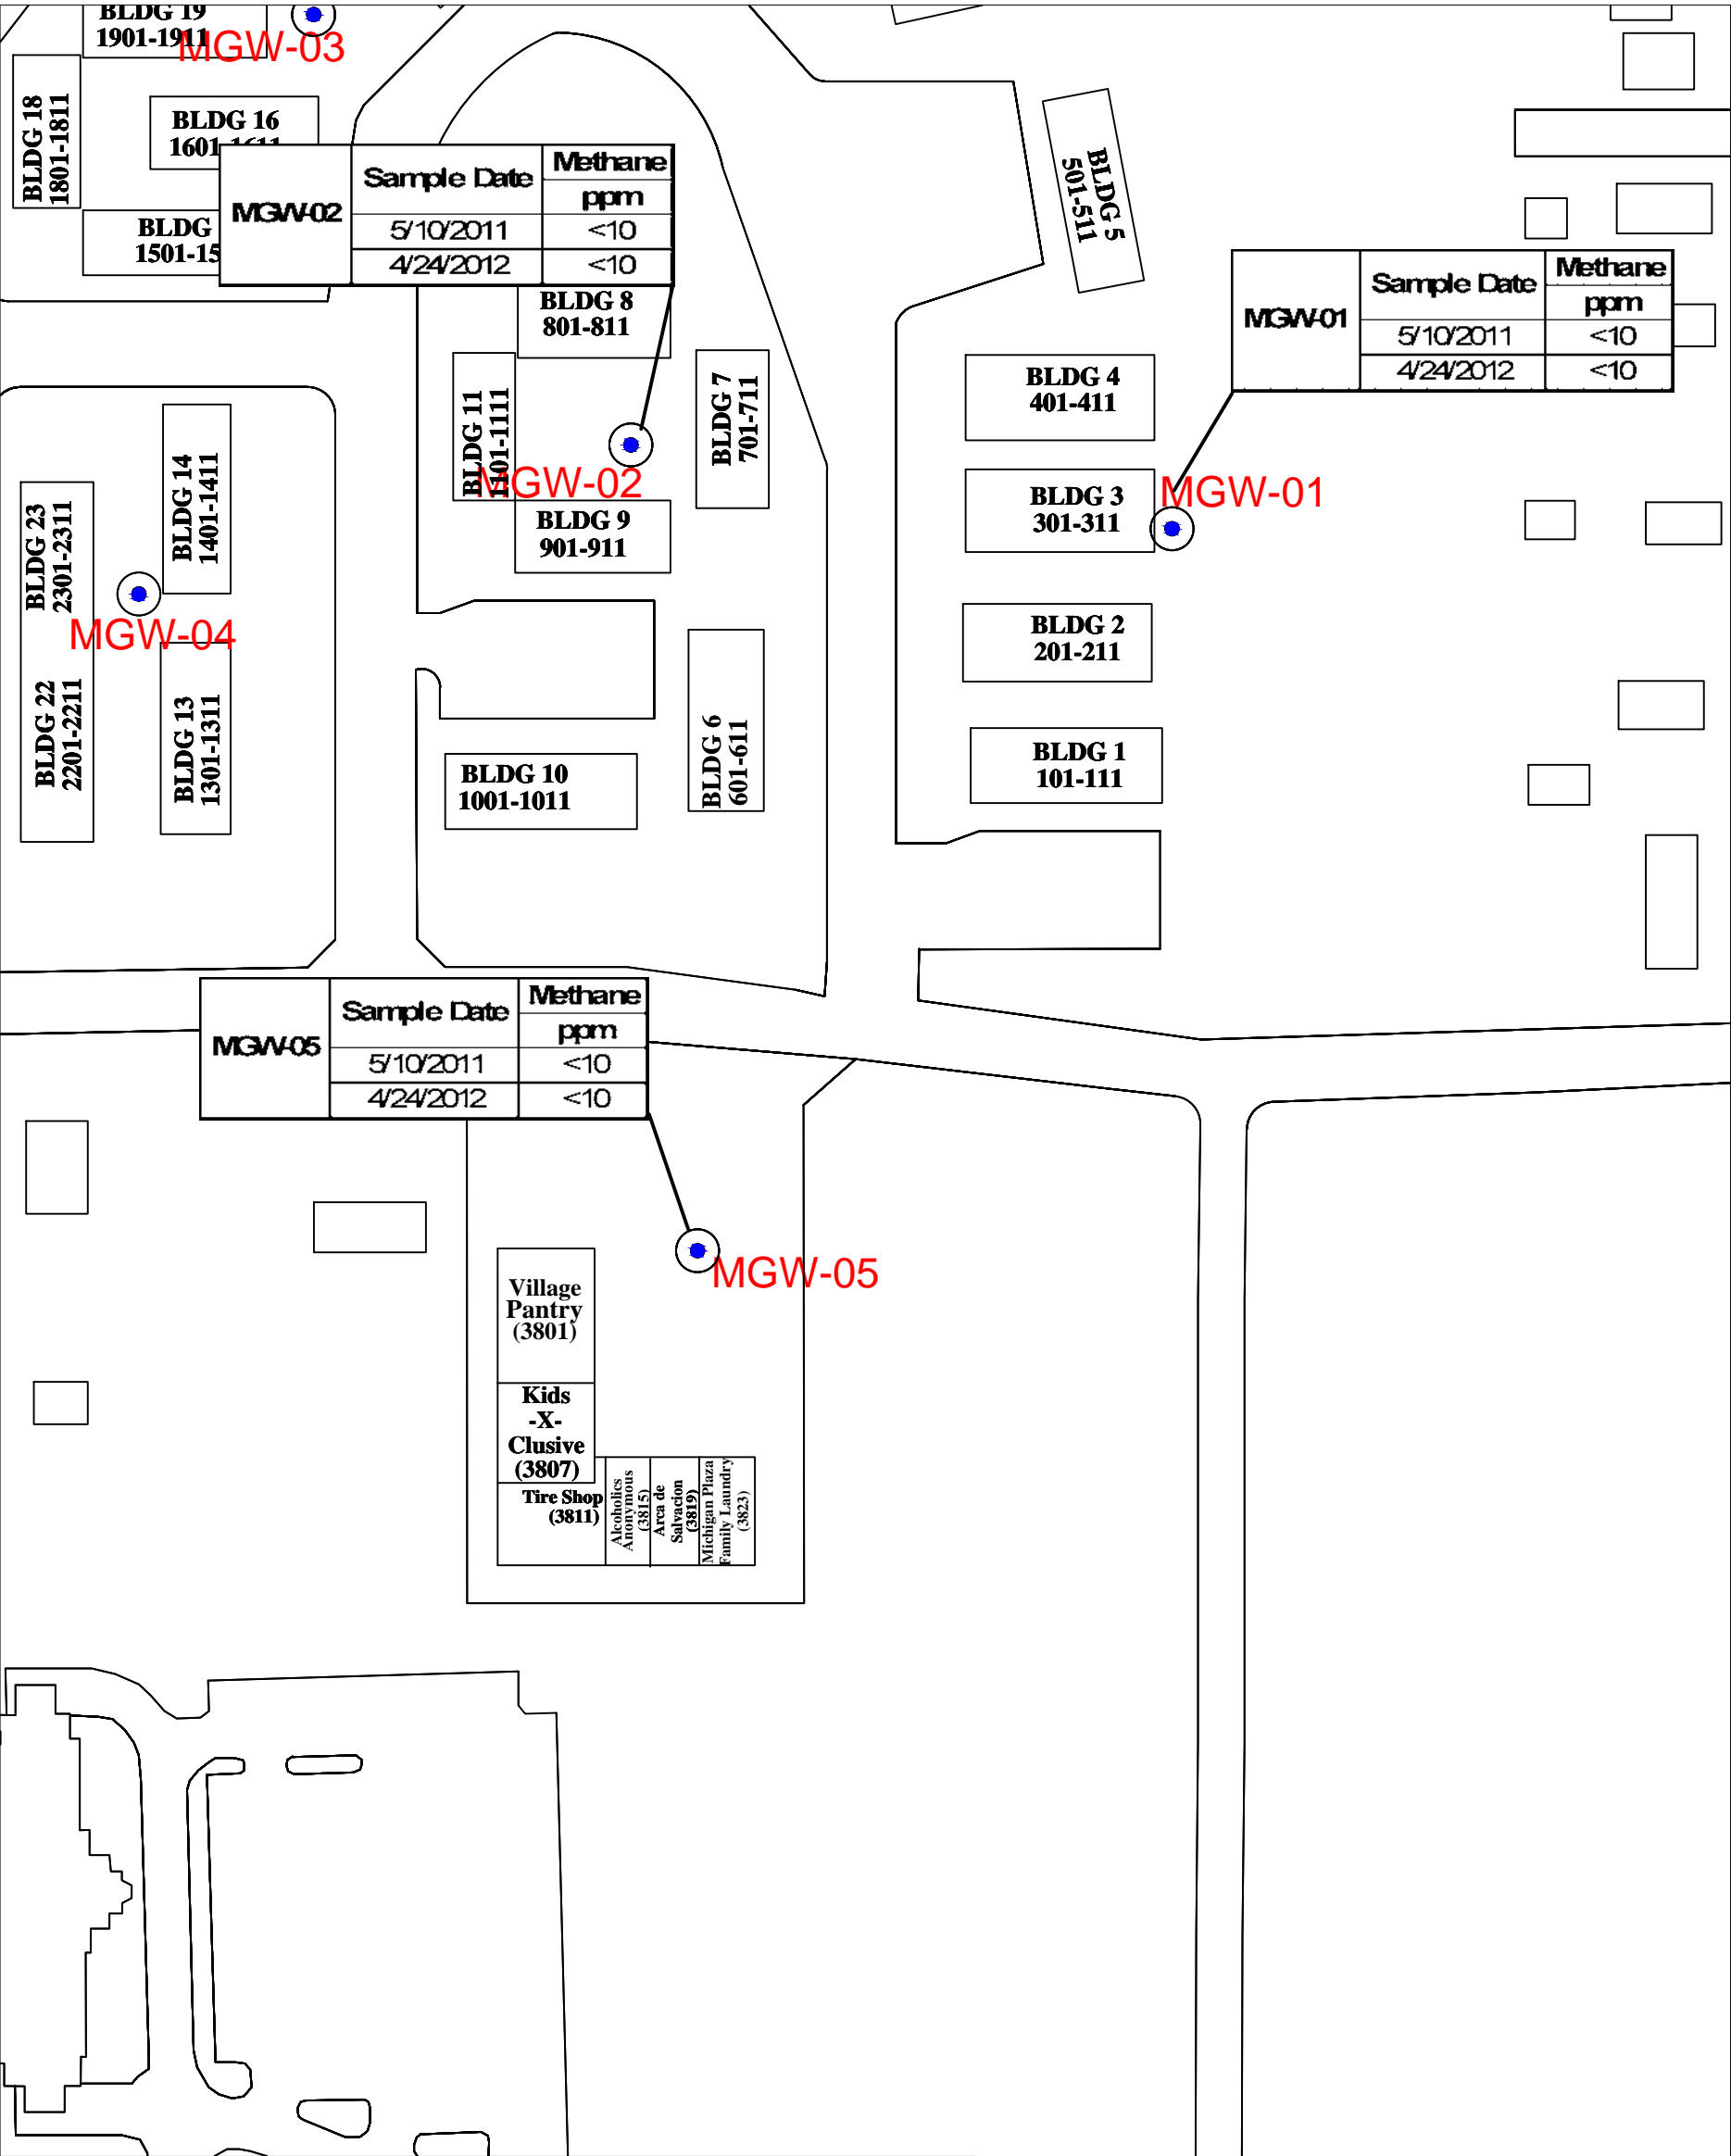 BLDG 19
1901-1911
MGW-03
BLDG 18
1801-1811
BLDG 16
1601-1611
BLDG
1501-15
MGW-02
Sample Date
Methane
ppm
5/10/2011 <10
4/24/2012 <10
BLDG 5
501-511
MGW-01
Sample Date
Methane
ppm
5/10/2011 <10
4/24/2012 <10
BLDG 8
801-811
BLDG 11
1101-1111
BLDG 7
701-711
MGW-02
BLDG 9
901-911
BLDG 4
401-411
BLDG 3
301-311
MGW-01
BLDG 2
201-211
BLDG 1
101-111
BLDG 14
1401-1411
BLDG 23
2301-2311
MGW-04
BLDG 22
2201-2211
BLDG 13
1301-1311
BLDG 10
1001-1011
BLDG 6
601-611
MGW-05
Sample Date
Methane
ppm
5/10/2011 <10
4/24/2012 <10
MGW-05
Village
Pantry
(3801)
Kids
-X-
Clusive
(3807)
Tire Shop
(3811)
Alcoholics
Anonymous
(3815)
Arca de
Salvacion
(3819)
Michigan Plaza
Family Laundry
(3823)